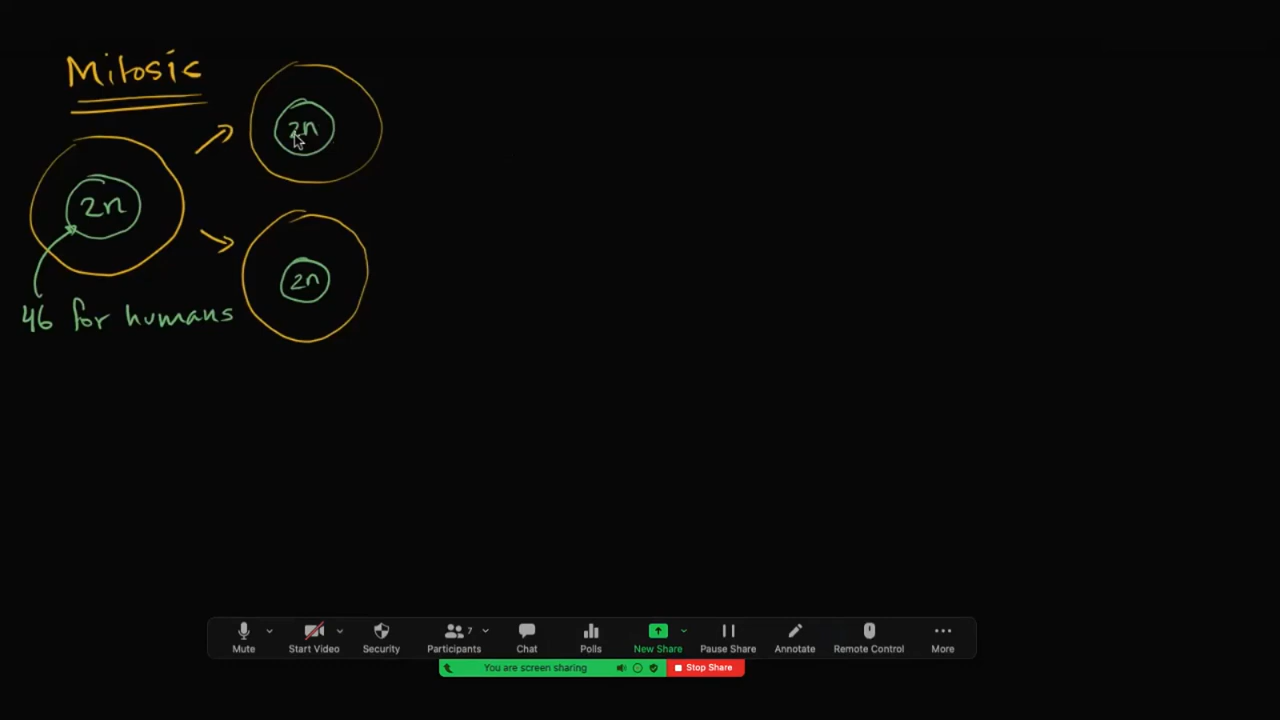 Mitosis
2n
2n
2n
46 for humans
Mute
Start Video
Security
7
Participants
Chat
Polls
New Share
Pause Share
Annotate
Remote Control
More
You are screen sharing
Stop Share